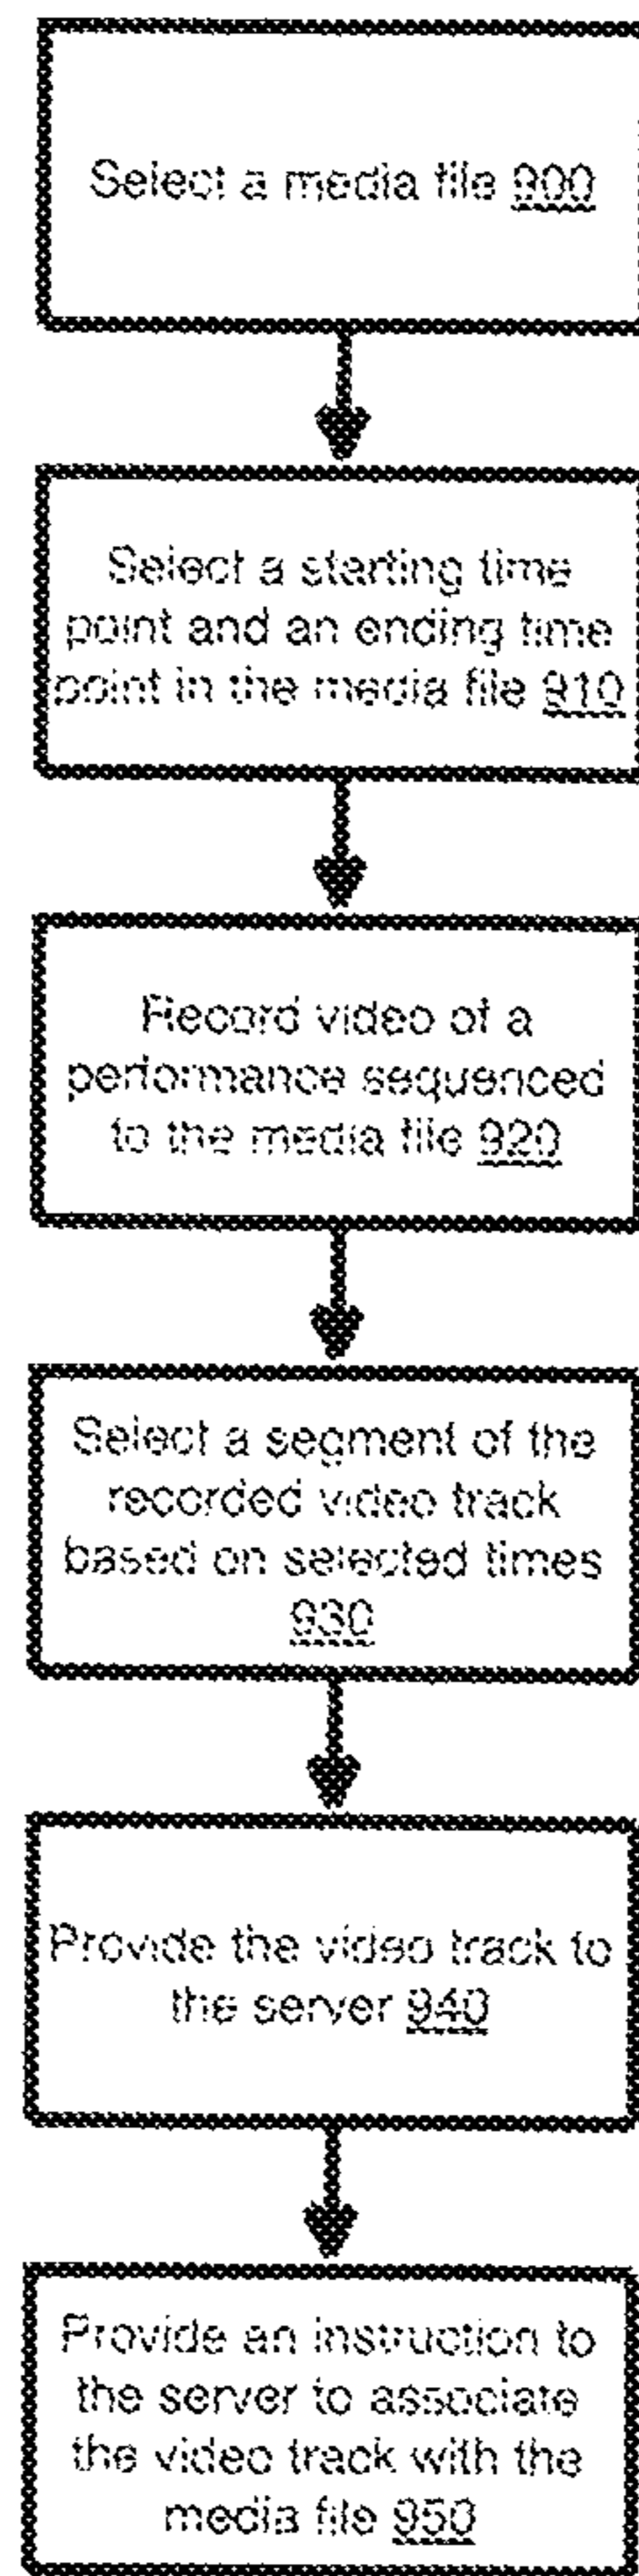 Select a media file 900
Select a starting time
point and an ending time
point in the media file 910
Record video of a
performance sequenced
to the media file 920
Select a segment of the
recorded video track
based on selected times
930
Provide the video track to
the server 940
Provide an instruction to
the server to associate
the video track with the
media file 950